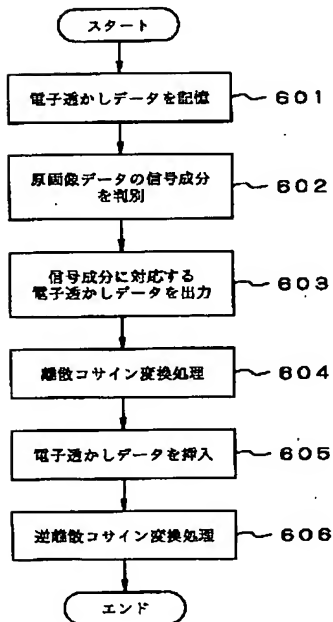 スタート
電子透かしデータを記憶
601
原画像データの信号成分
を判別
602
信号成分に対応する
電子透かしデータを出力
603
離散コサイン変換処理
604
電子透かしデータを挿入
605
逆離散コサイン変換処理
606
エンド